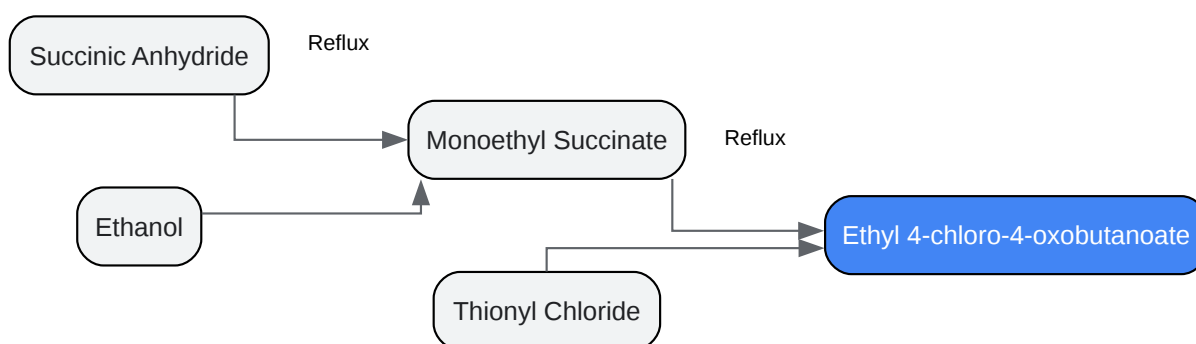 Succinic Anhydride
Reflux
Monoethyl Succinate
Reflux
Ethanol
Ethyl 4-chloro-4-oxobutanoate
Thionyl Chloride